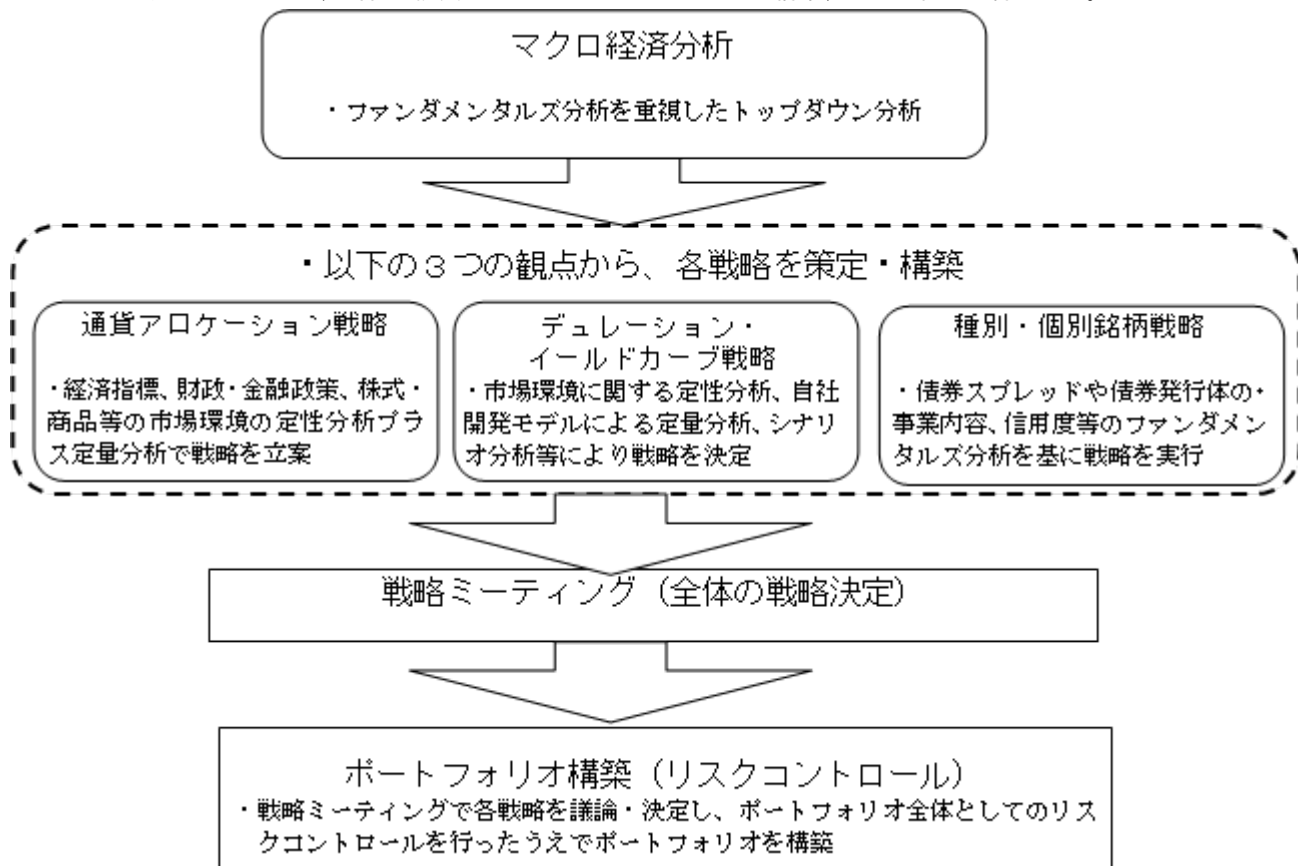 マクロ経済分析
・ファンダメンタルズ分析を重視したトップダウン分析
・以下の３つの観点から、各戦略を策定・構築
通貨アロケーション戦略
・経済指標、財政・金融政策、株式・
商品等の市場環境の定性分析プラ
ス定量分析で戦略を立案
デュレーション・
イールドカーブ戦略
・市場環境に関する定性分析、自社
開発モデルによる定量分析、シナリ
オ分析等により戦略を決定
種別・個別銘柄戦略
・債券スプレッドや債券発行体の・
事業内容、信用度等のファンダメン
タルズ分析を基に戦略を実行
戦略ミーティング（全体の戦略決定）
ポートフォリオ構築（リスクコントロール）
・戦略ミーティングで各戦略を議論・決定し、ポートフォリオ全体としてのリス
クコントロールを行ったうえでポートフォリオを構築